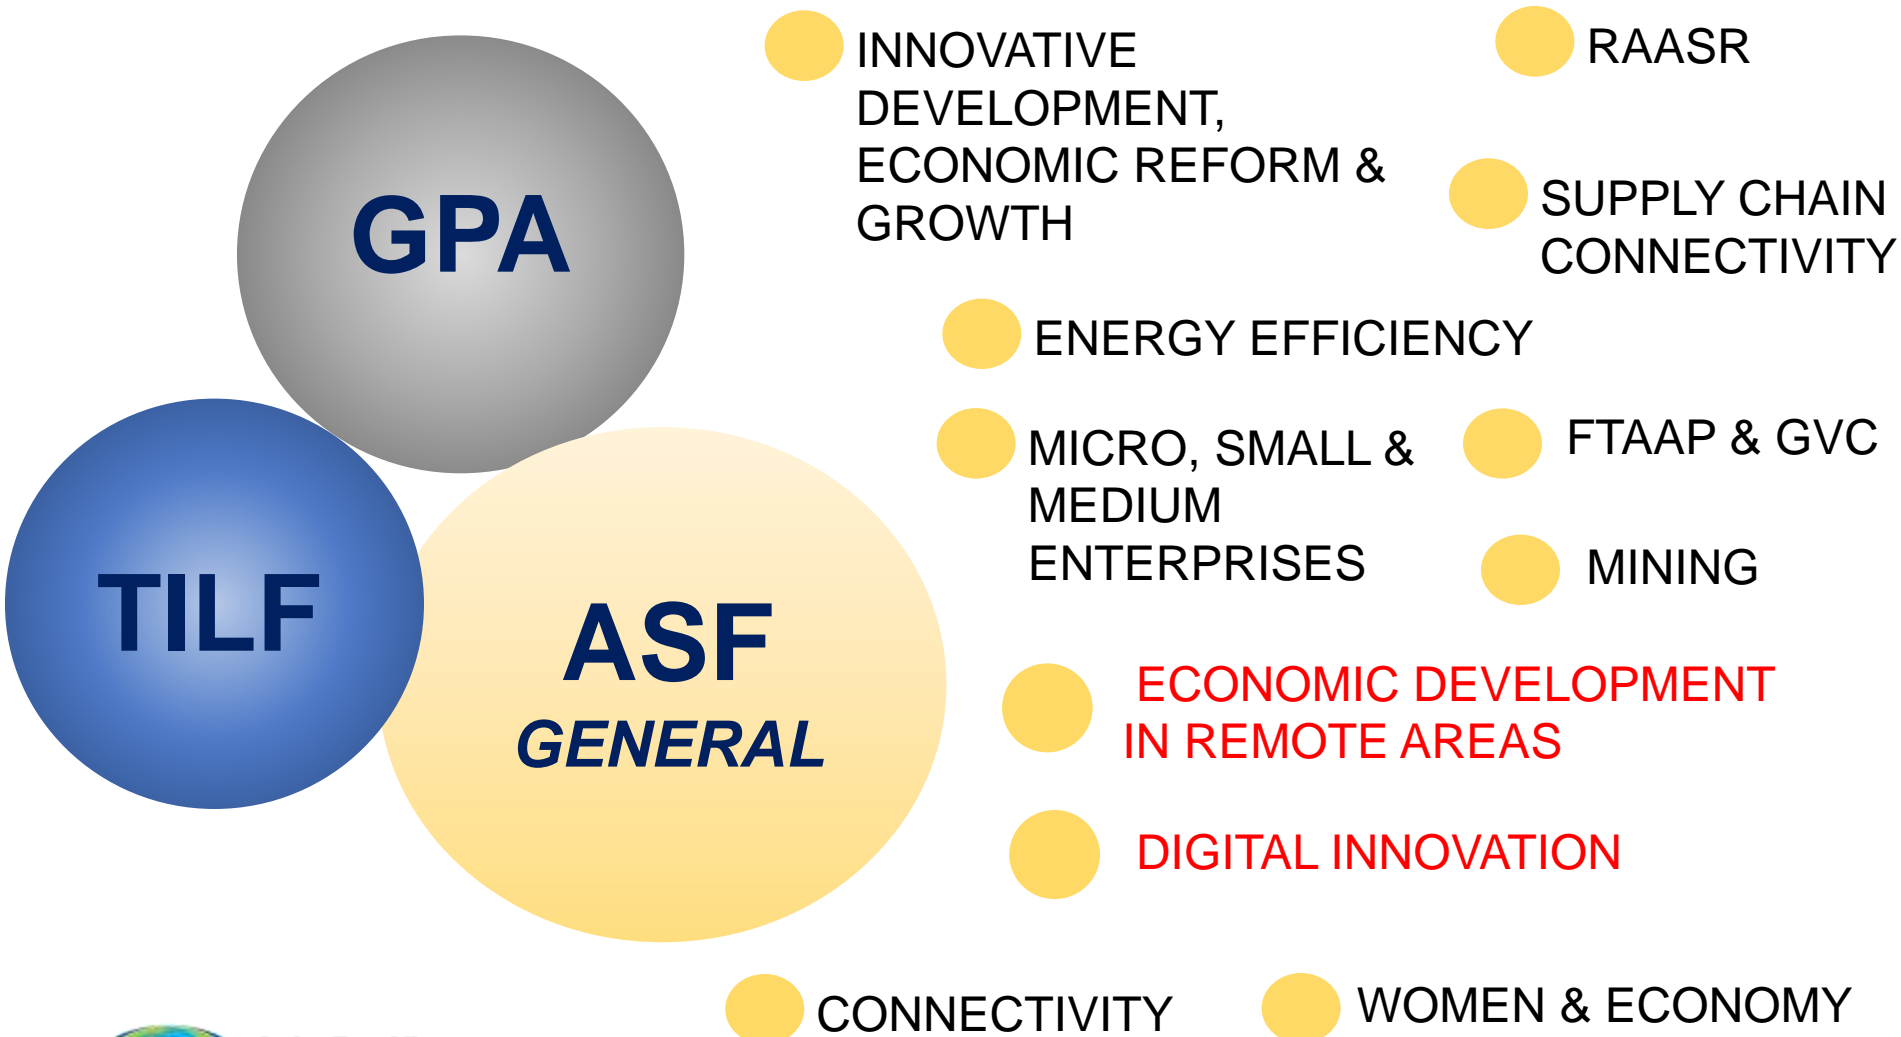 GPA
TILF
ASF
GENERAL
INNOVATIVE
DEVELOPMENT,
ECONOMIC REFORM &
GROWTH
RAASR
SUPPLY CHAIN
CONNECTIVITY
ENERGY EFFICIENCY
MICRO, SMALL &
MEDIUM
ENTERPRISES
FTAAP & GVC
MINING
ECONOMIC DEVELOPMENT
IN REMOTE AREAS
DIGITAL INNOVATION
CONNECTIVITY
WOMEN & ECONOMY